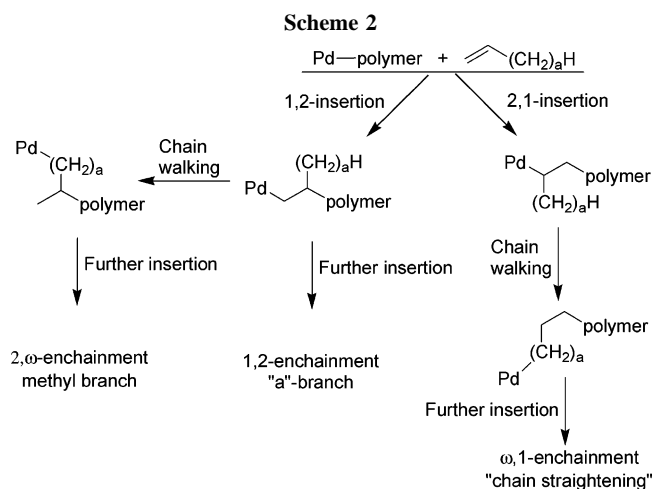 Scheme 2
Pd—polymer + (CH2)aH
1,2-insertion
2,1-insertion
Pd
(CH2)a
polymer
Chain
walking
(CH2)aH
Pd
polymer
Pd
polymer
(CH2)aH
Further insertion
Further insertion
Chain
walking
2,ω-enchainment
methyl branch
1,2-enchainment
"a"-branch
polymer
(CH2)a
Pd
Further insertion
ω,1-enchainment
"chain straightening"